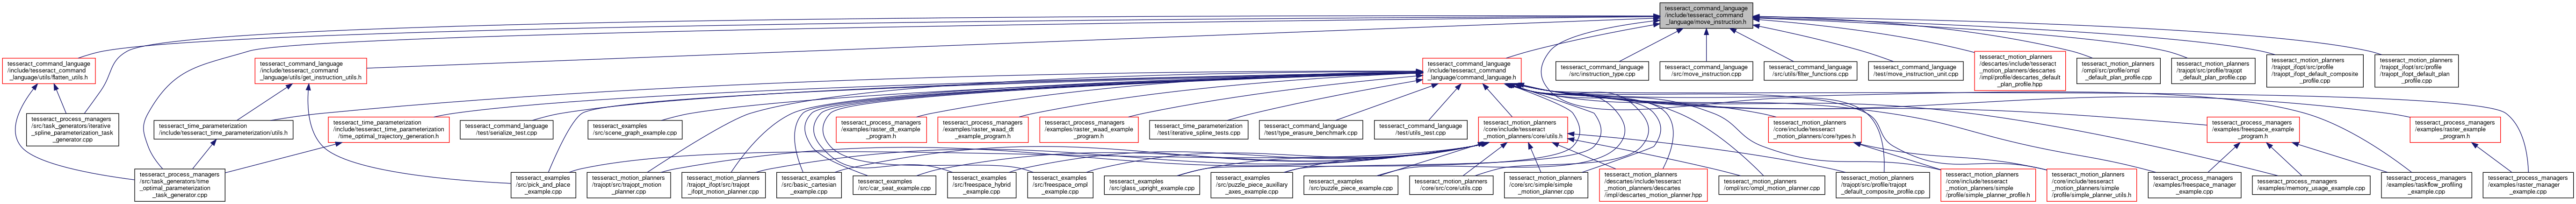 tesseract_command_language
/include/tesseract_command
_language/move_instruction.h
tesseract_command_language
/include/tesseract_command
_language/utils/flatten_utils.h
tesseract_command_language
/include/tesseract_command
_language/utils/get_instruction_utils.h
tesseract_command_language
/include/tesseract_command
_language/command_language.h
tesseract_command_language
/src/instruction_type.cpp
tesseract_command_language
/src/move_instruction.cpp
tesseract_command_language
/src/utils/filter_functions.cpp
tesseract_command_language
/test/move_instruction_unit.cpp
tesseract_motion_planners
/descartes/include/tesseract
_motion_planners/descartes
/impl/profile/descartes_default
_plan_profile.hpp
tesseract_motion_planners
/ompl/src/profile/ompl
_default_plan_profile.cpp
tesseract_motion_planners
/trajopt/src/profile/trajopt
_default_plan_profile.cpp
tesseract_motion_planners
/trajopt_ifopt/src/profile
/trajopt_ifopt_default_composite
_profile.cpp
tesseract_motion_planners
/trajopt_ifopt/src/profile
/trajopt_ifopt_default_plan
_profile.cpp
tesseract_process_managers
/src/task_generators/iterative
_spline_parameterization_task
_generator.cpp
tesseract_time_parameterization
/include/tesseract_time_parameterization/utils.h
tesseract_time_parameterization
/include/tesseract_time_parameterization
/time_optimal_trajectory_generation.h
tesseract_command_language
/test/serialize_test.cpp
tesseract_examples
/src/scene_graph_example.cpp
tesseract_process_managers
/examples/raster_dt_example
_program.h
tesseract_process_managers
/examples/raster_waad_dt
_example_program.h
tesseract_process_managers
/examples/raster_waad_example
_program.h
tesseract_time_parameterization
/test/iterative_spline_tests.cpp
tesseract_command_language
/test/type_erasure_benchmark.cpp
tesseract_command_language
/test/utils_test.cpp
tesseract_motion_planners
/core/include/tesseract
_motion_planners/core/utils.h
tesseract_motion_planners
/core/include/tesseract
_motion_planners/core/types.h
tesseract_process_managers
/examples/freespace_example
_program.h
tesseract_process_managers
/examples/raster_example
_program.h
tesseract_process_managers
/src/task_generators/time
_optimal_parameterization
_task_generator.cpp
tesseract_examples
/src/pick_and_place
_example.cpp
tesseract_motion_planners
/trajopt/src/trajopt_motion
_planner.cpp
tesseract_motion_planners
/trajopt_ifopt/src/trajopt
_ifopt_motion_planner.cpp
tesseract_examples
/src/basic_cartesian
_example.cpp
tesseract_examples
/src/car_seat_example.cpp
tesseract_examples
/src/freespace_hybrid
_example.cpp
tesseract_examples
/src/freespace_ompl
_example.cpp
tesseract_examples
/src/glass_upright_example.cpp
tesseract_examples
/src/puzzle_piece_auxillary
_axes_example.cpp
tesseract_examples
/src/puzzle_piece_example.cpp
tesseract_motion_planners
/core/src/core/utils.cpp
tesseract_motion_planners
/core/src/simple/simple
_motion_planner.cpp
tesseract_motion_planners
/descartes/include/tesseract
_motion_planners/descartes
/impl/descartes_motion_planner.hpp
tesseract_motion_planners
/ompl/src/ompl_motion_planner.cpp
tesseract_motion_planners
/trajopt/src/profile/trajopt
_default_composite_profile.cpp
tesseract_motion_planners
/core/include/tesseract
_motion_planners/simple
/profile/simple_planner_profile.h
tesseract_motion_planners
/core/include/tesseract
_motion_planners/simple
/profile/simple_planner_utils.h
tesseract_process_managers
/examples/freespace_manager
_example.cpp
tesseract_process_managers
/examples/memory_usage_example.cpp
tesseract_process_managers
/examples/taskflow_profiling
_example.cpp
tesseract_process_managers
/examples/raster_manager
_example.cpp